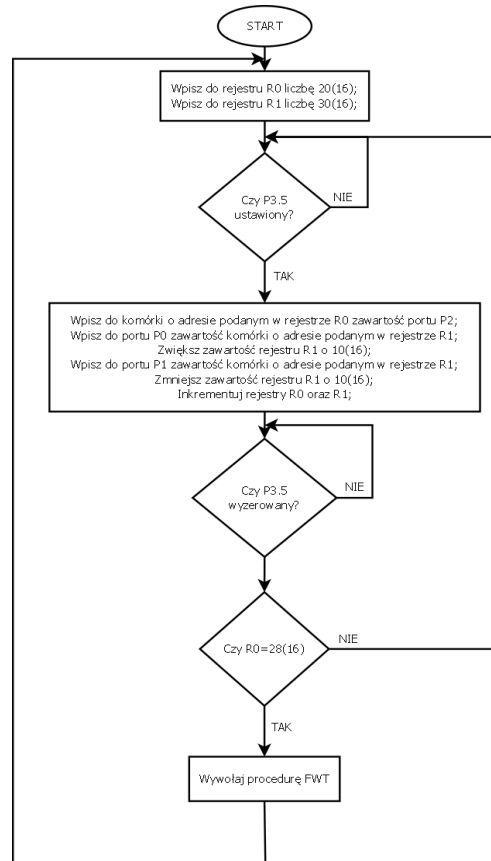 START
Wpisz do rejestru R0 liczbę 20(16);
Wpisz do rejestru R1 liczbę 30(16);
Czy P3.5
ustawiony?
NIE
TAK
Wpisz do komórki o adresie podanym w rejestrze R0 zawartość portu P2;
Wpisz do portu P0 zawartość komórki o adresie podanym w rejestrze R1;
Zwiększ zawartość rejestru R1 o 10(16);
Wpisz do portu P1 zawartość komórki o adresie podanym w rejestrze R1;
Zmniejsz zawartość rejestru R1 o 10(16);
Inkrementuj rejestry R0 oraz R1;
Czy P3.5
wyzerowany?
NIE
Czy R0=28(16)
NIE
TAK
Wywołaj procedurę FWT